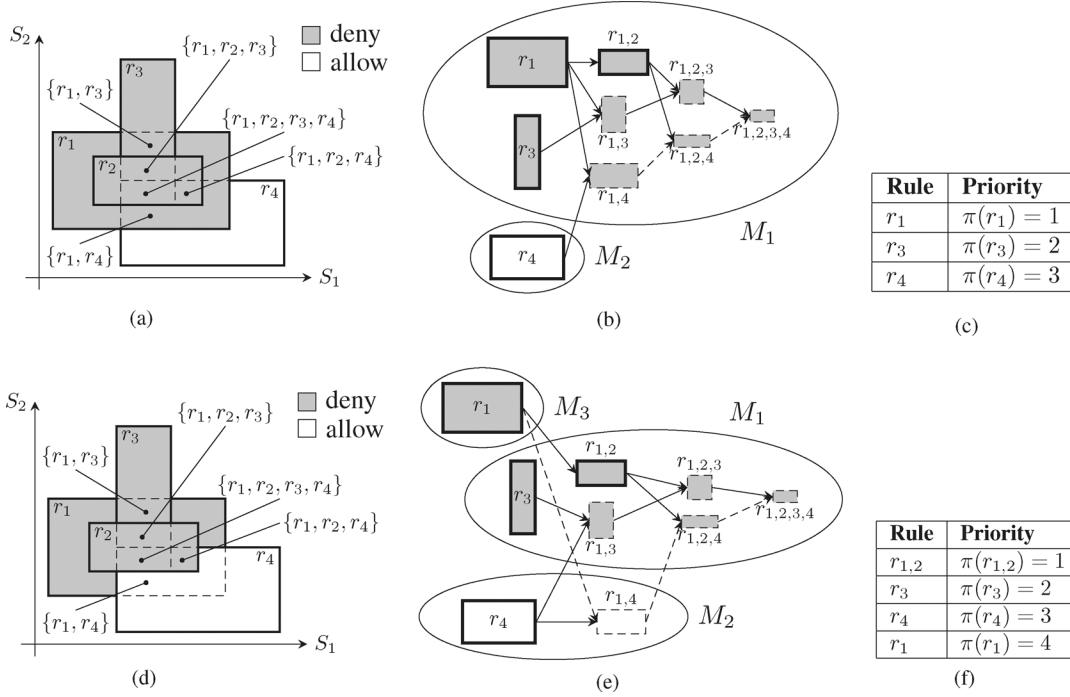 S₂
{r₁, r₂, r₃}
deny
allow
r₃
{r₁, r₃}
{r₁, r₂, r₃, r₄}
r₁
{r₁, r₂, r₄}
r₂
r₄
{r₁, r₄}
S₁
(a)
r₁
r₁,₂
r₁,₂,₃
r₃
r₁,₃
r₁,₂,₃,₄
r₁,₂,₄
r₁,₄
M₁
r₄
M₂
(b)
Rule Priority
r₁ π(r₁) = 1
r₃ π(r₃) = 2
r₄ π(r₄) = 3
(c)
S₂
{r₁, r₂, r₃}
deny
allow
r₃
{r₁, r₃}
{r₁, r₂, r₃, r₄}
r₁
{r₁, r₂, r₄}
r₂
r₄
{r₁, r₄}
S₁
(d)
r₁
M₃
M₁
r₁,₂
r₁,₂,₃
r₃
r₁,₂,₃,₄
r₁,₃
r₁,₂,₄
r₁,₄
r₄
M₂
(e)
Rule Priority
r₁,₂ π(r₁,₂) = 1
r₃ π(r₃) = 2
r₄ π(r₄) = 3
r₁ π(r₁) = 4
(f)